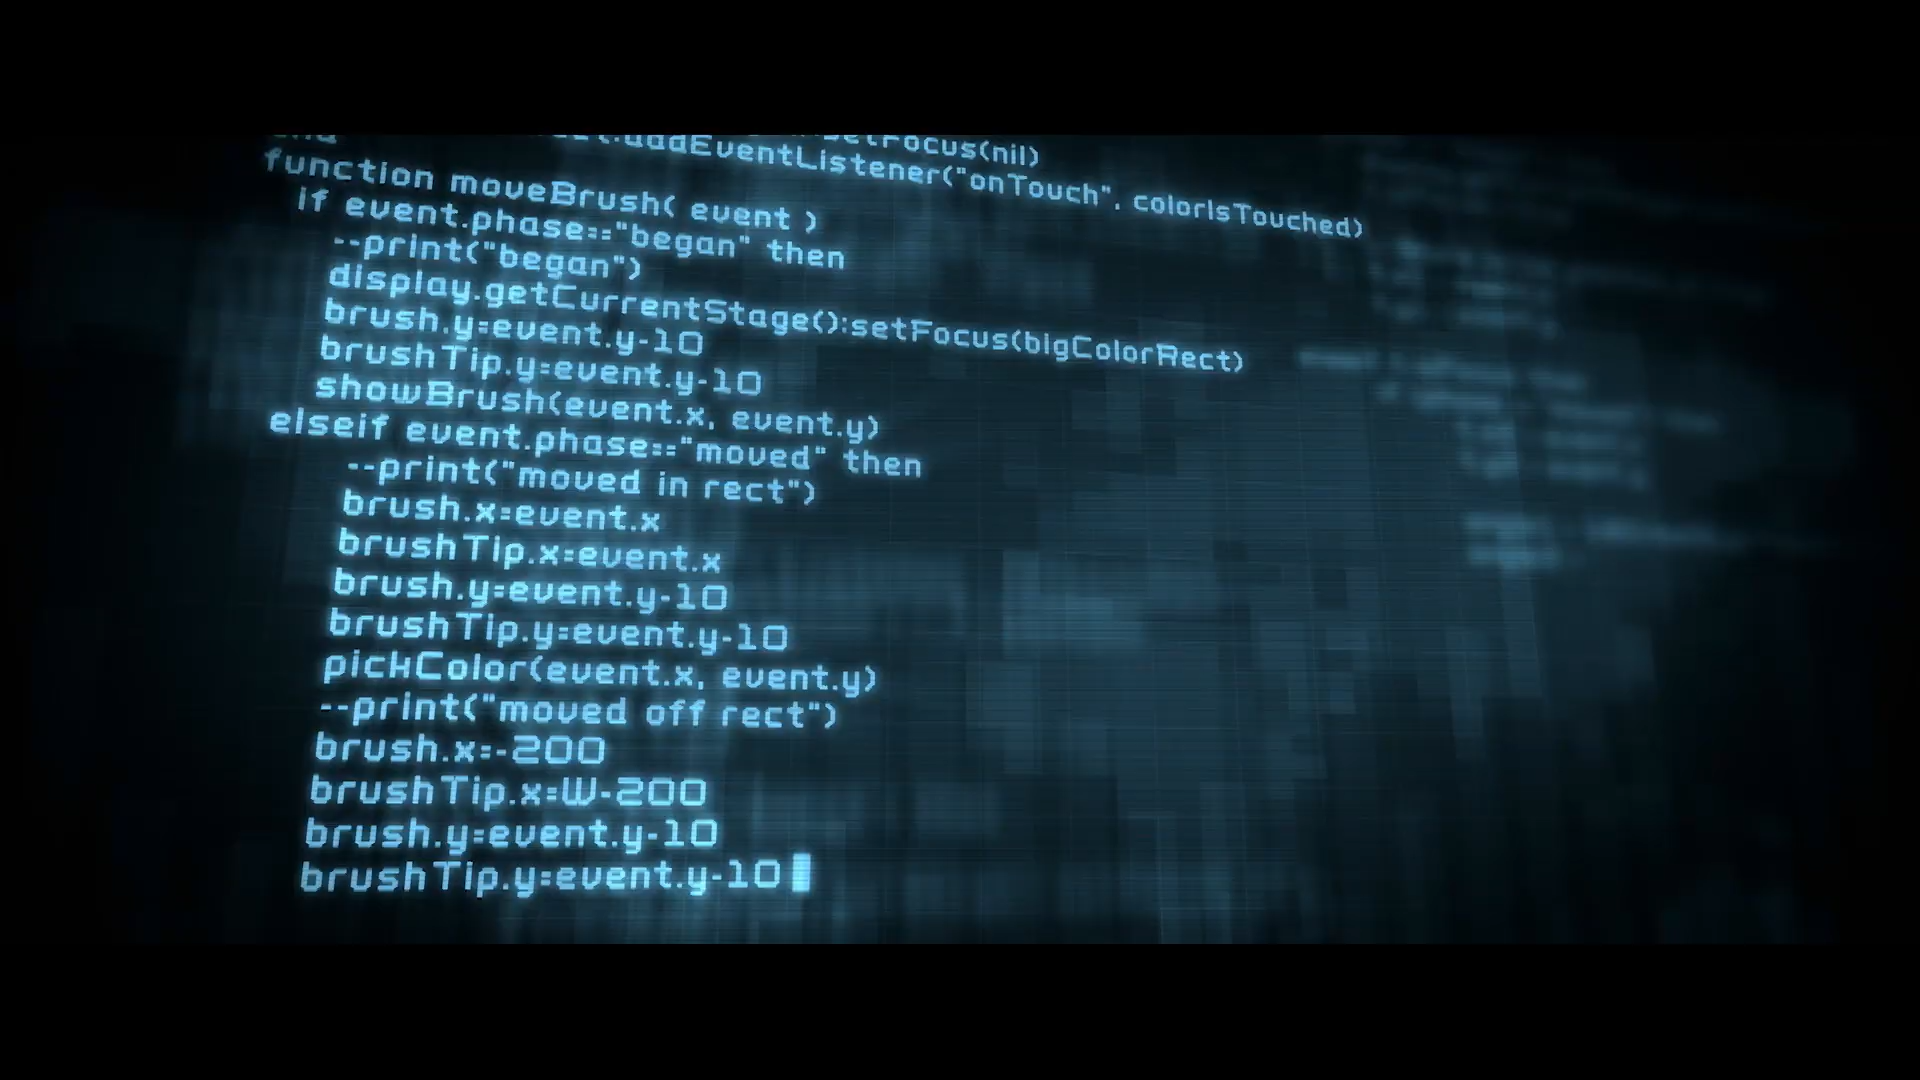 setFocus(nil)
addEventListener("onTouch", colorIsTouched)
function moveBrush( event )
if event.phase=="began" then
--print("began")
display.getCurrentStage():setFocus(bigColorRect)
brush.y=event.y-10
brushTip.y=event.y-10
showBrush(event.x, event.y)
elseif event.phase=="moved" then
--print("moved in rect")
brush.x=event.x
brushTip.x=event.x
brush.y=event.y-10
brushTip.y=event.y-10
pickColor(event.x, event.y)
--print("moved off rect")
brush.x=-200
brushTip.x=W-200
brush.y=event.y-10
brushTip.y=event.y-10